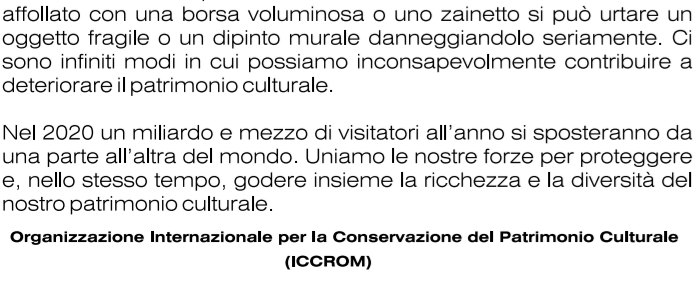 affollato con una borsa voluminosa o uno zainetto si può urtare un
oggetto fragile o un dipinto murale danneggiandolo seriamente. Ci
sono infiniti modi in cui possiamo inconsapevolmente contribuire a
deteriorare il patrimonio culturale.
Nel 2020 un miliardo e mezzo di visitatori all'anno si sposteranno da
una parte all'altra del mondo. Uniamo le nostre forze per proteggere
e, nello stesso tempo, godere insieme la ricchezza e la diversità del
nostro patrimonio culturale.
Organizzazione Internazionale per la Conservazione del Patrimonio Culturale
(ICCROM)